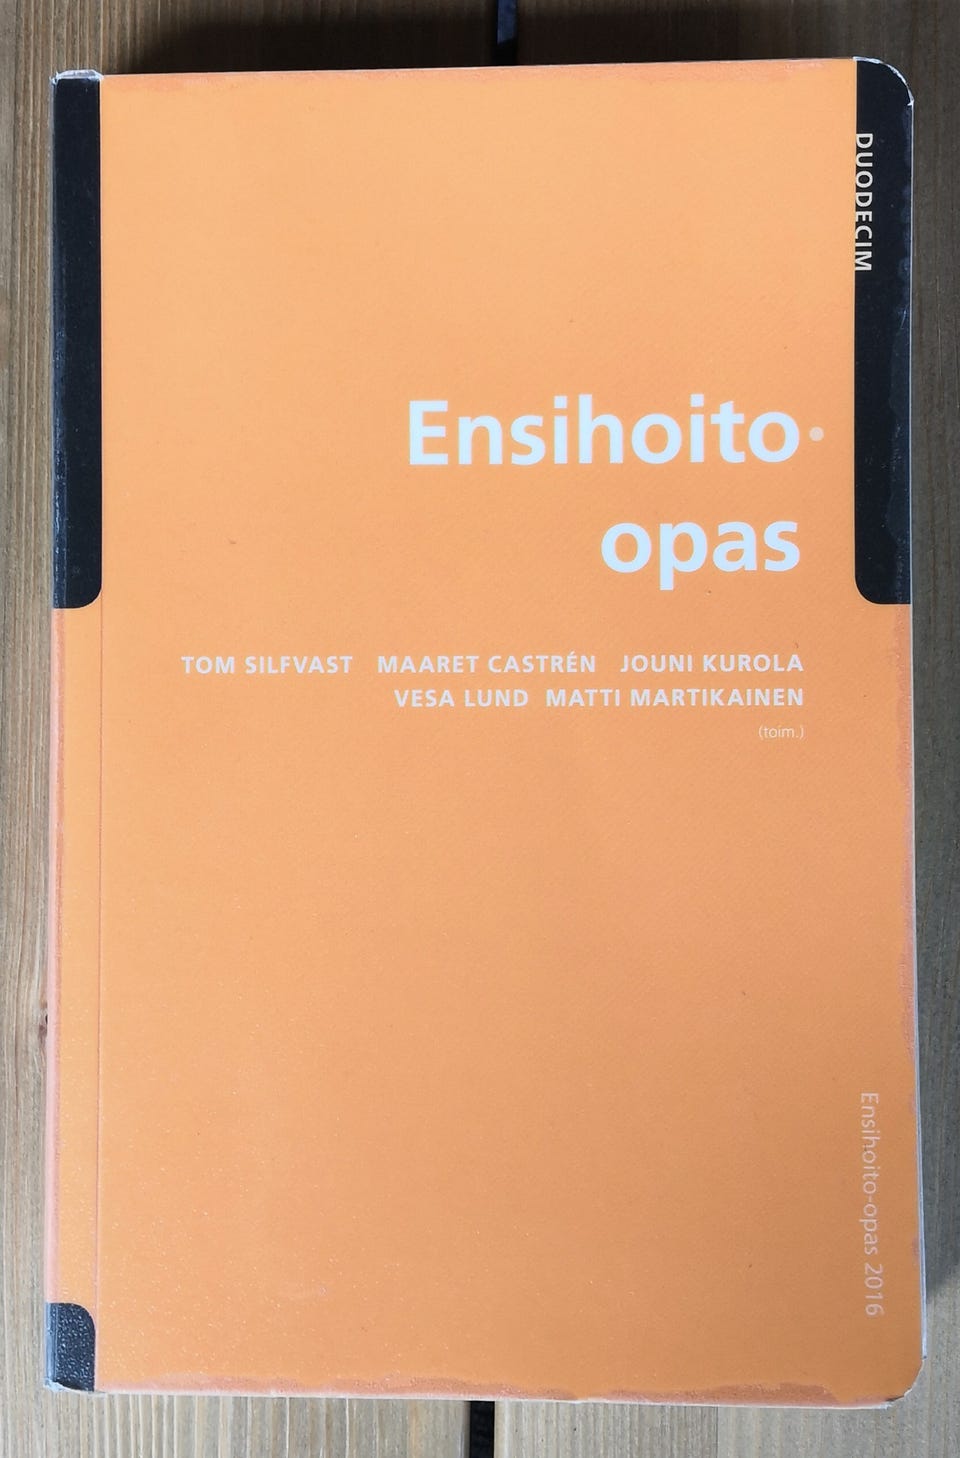 DUODECIM
Ensihoito•
opas
TOM SILFVAST MAARET CASTRÉN JOUNI KUROLA
VESA LUND MATTI MARTIKAINEN
(toim.)
Ensihoito-opas 2016